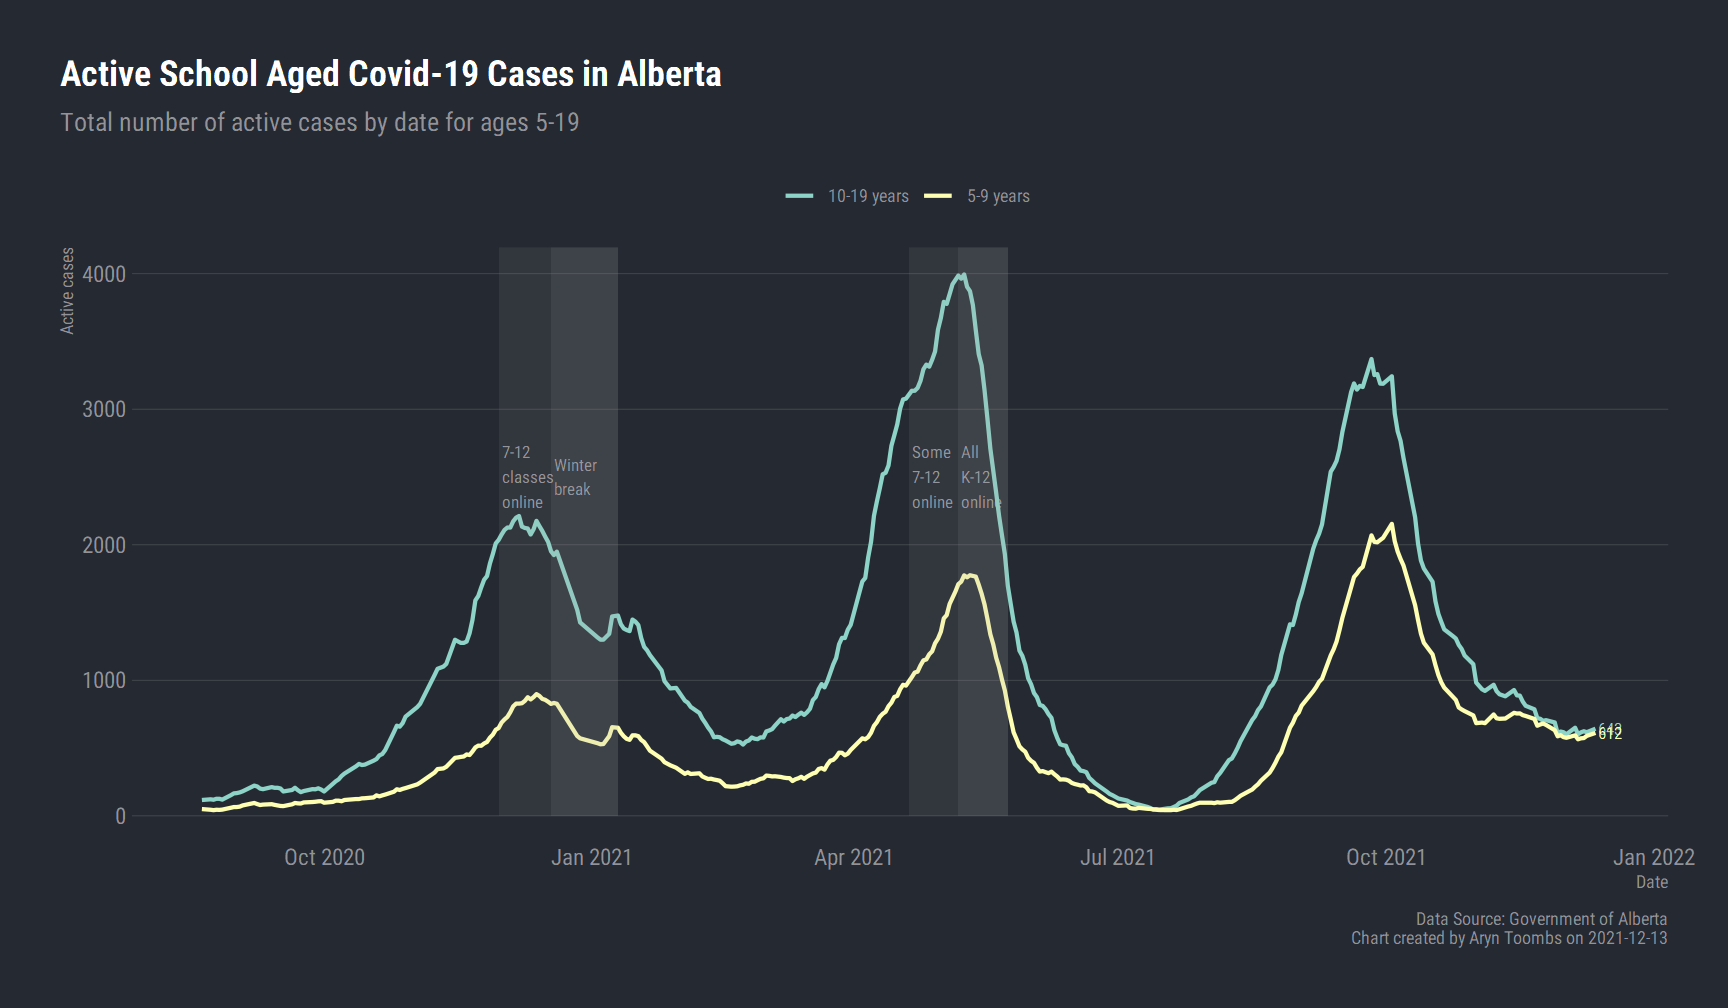 Active School Aged Covid-19 Cases in Alberta
Total number of active cases by date for ages 5-19
10-19 years
5-9 years
Active cases
4000
3000
2000
1000
0
7-12
classes
online
Winter
break
Some
7-12
online
All
K-12
online
612
Oct 2020
Jan 2021
Apr 2021
Jul 2021
Oct 2021
Jan 2022
Date
Data Source: Government of Alberta
Chart created by Aryn Toombs on 2021-12-13